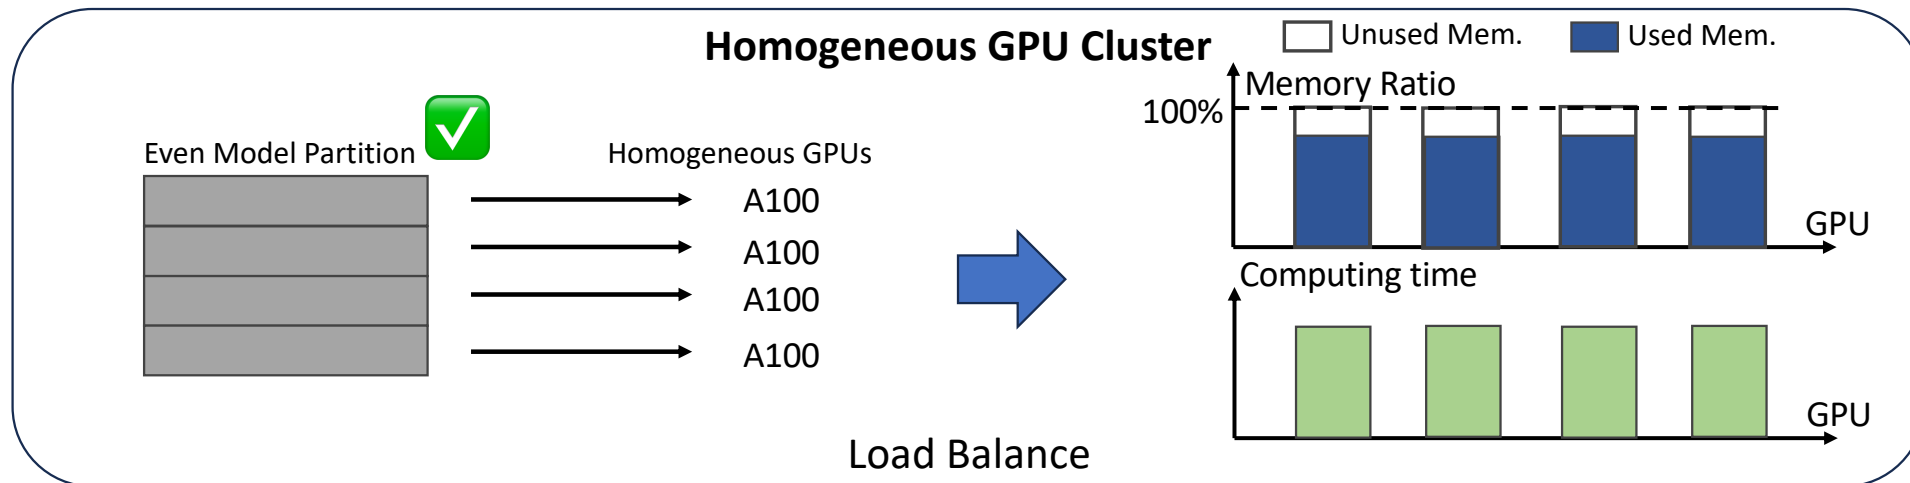 Homogeneous GPU Cluster
Unused Mem.
Used Mem.
Even Model Partition
Homogeneous GPUs
A100
A100
A100
A100
Memory Ratio
100%
GPU
Computing time
GPU
Load Balance